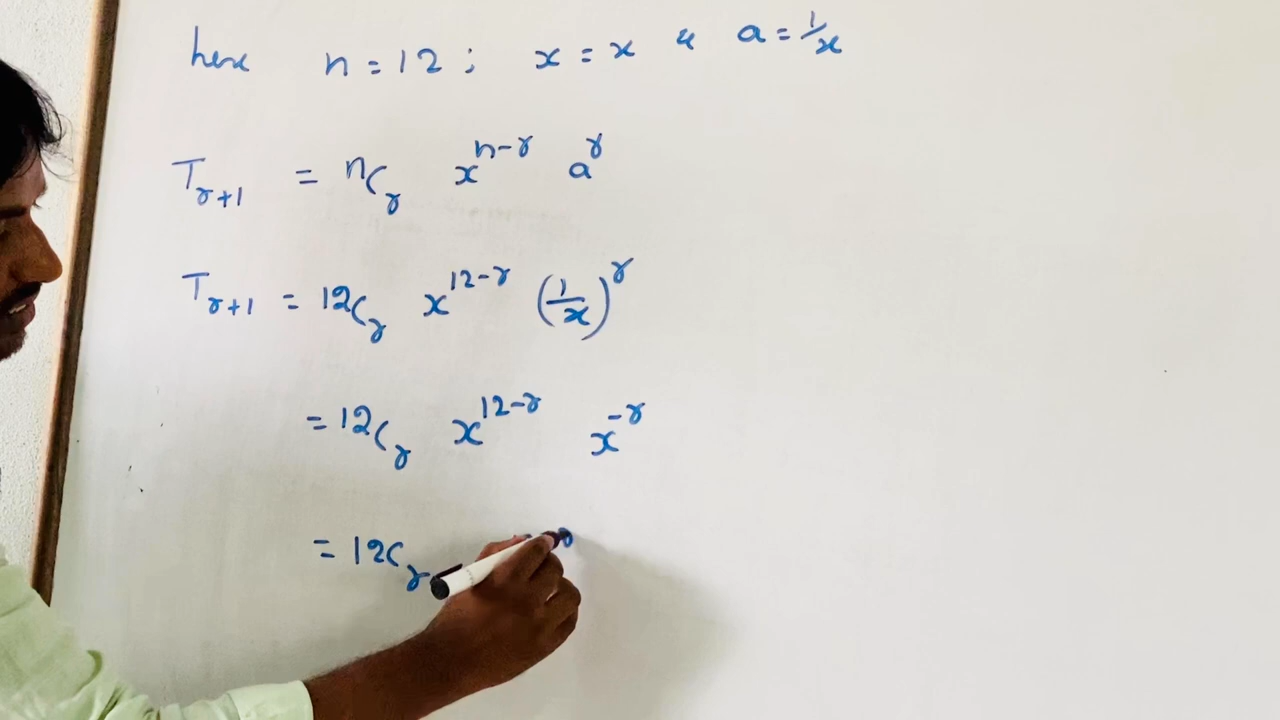 here n = 12 ; x = x & a = 1/x
T_{r+1} = nC_r x^{n-r} a^r
T_{r+1} = 12C_r x^{12-r} (1/x)^r
= 12C_r x^{12-r} x^{-r}
= 12C_r